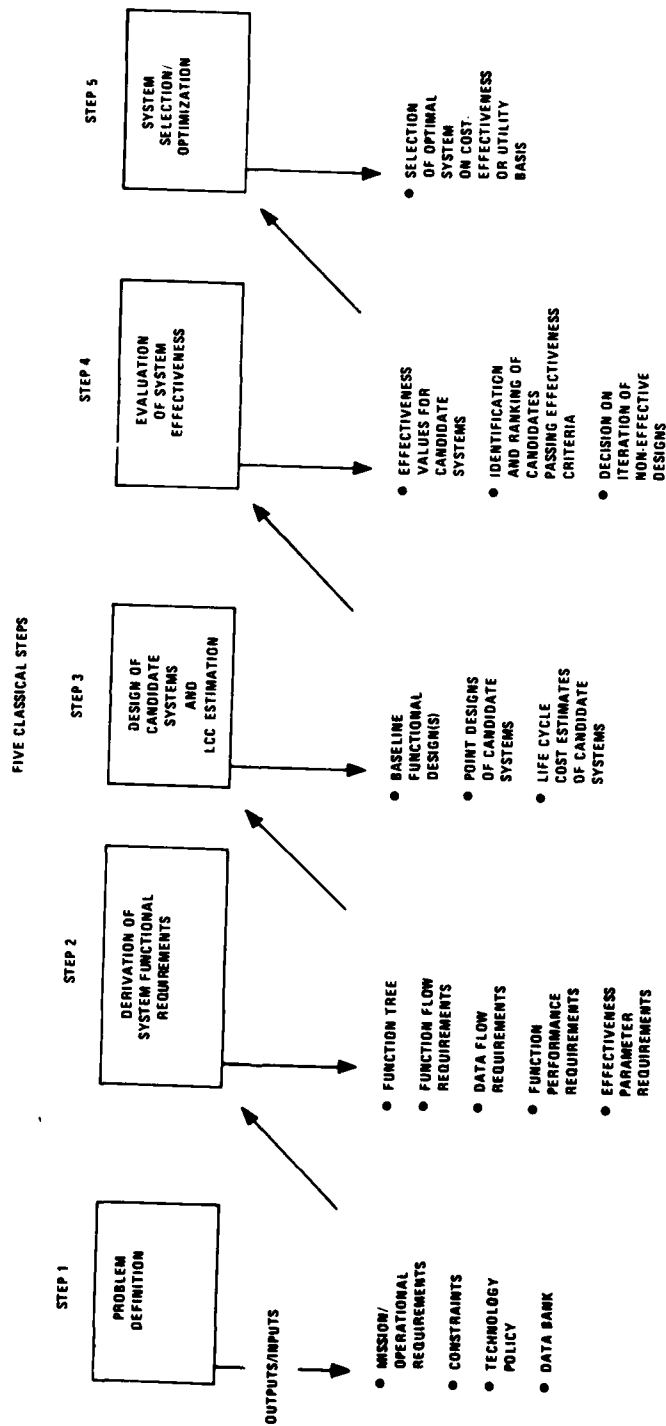 FIVE CLASSICAL STEPS
STEP 1
PROBLEM
DEFINITION
OUTPUTS/INPUTS
● MISSION/
OPERATIONAL
REQUIREMENTS
● CONSTRAINTS
● TECHNOLOGY
POLICY
● DATA BANK
STEP 2
DERIVATION OF
SYSTEM FUNCTIONAL
REQUIREMENTS
● FUNCTION TREE
● FUNCTION FLOW
REQUIREMENTS
● DATA FLOW
REQUIREMENTS
● FUNCTION
PERFORMANCE
REQUIREMENTS
● EFFECTIVENESS
PARAMETER
REQUIREMENTS
STEP 3
DESIGN OF
CANDIDATE
SYSTEMS
AND
LCC ESTIMATION
● BASELINE
FUNCTIONAL
DESIGN(S)
● POINT DESIGNS
OF CANDIDATE
SYSTEMS
● LIFE CYCLE
COST ESTIMATES
OF CANDIDATE
SYSTEMS
STEP 4
EVALUATION
OF SYSTEM
EFFECTIVENESS
● EFFECTIVENESS
VALUES FOR
CANDIDATE
SYSTEMS
● IDENTIFICATION
AND RANKING OF
CANDIDATES
PASSING EFFECTIVENESS
CRITERIA
● DECISION ON
ITERATION OF
NON-EFFECTIVE
DESIGNS
STEP 5
SYSTEM
SELECTION/
OPTIMIZATION
● SELECTION
OF OPTIMAL
SYSTEM
ON COST-
EFFECTIVENESS
OR UTILITY
BASIS